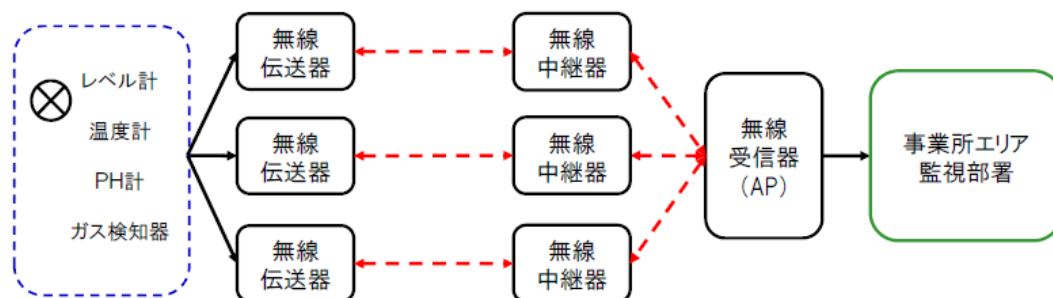 レベル計
温度計
PH計
ガス検知器
無線
伝送器
無線
中継器
無線
伝送器
無線
中継器
無線
伝送器
無線
中継器
無線
受信器
(AP)
事業所エリア
監視部署